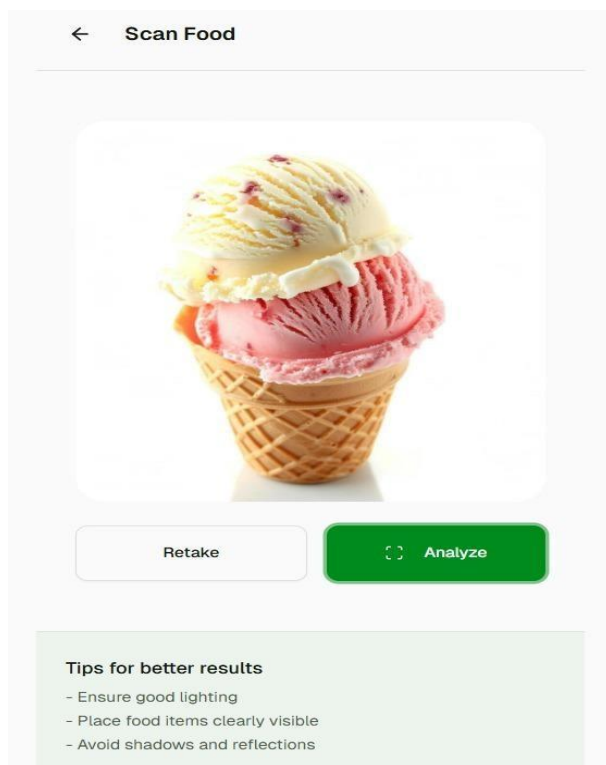 Scan Food
Retake
Analyze
Tips for better results
- Ensure good lighting
- Place food items clearly visible
- Avoid shadows and reflections